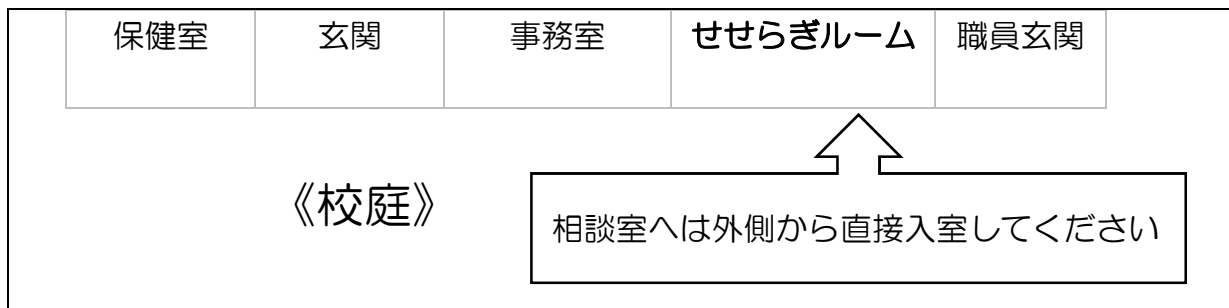 保健室
玄関
事務室
せせらぎルーム
職員玄関
《校庭》
相談室へは外側から直接入室してください